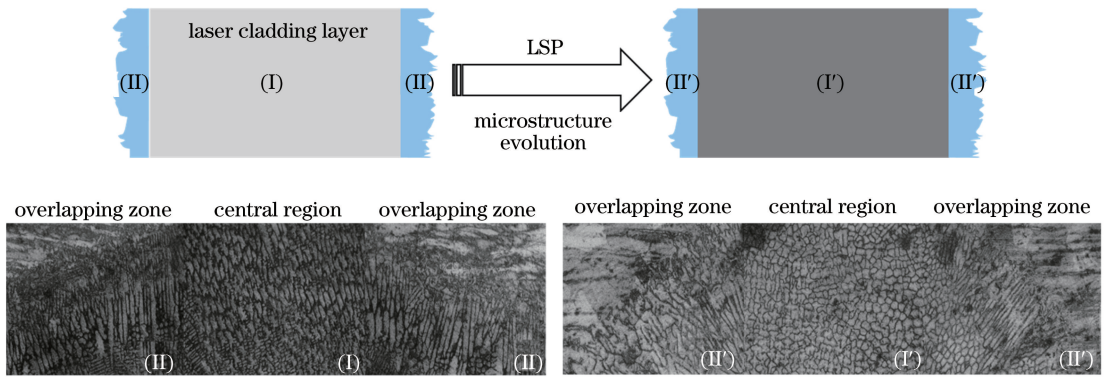 laser cladding layer
(II)
(I)
(II)
LSP
microstructure
evolution
(II′)
(I′)
(II′)
overlapping zone
central region
overlapping zone
overlapping zone
central region
overlapping zone
(II)
(I)
(II)
(II′)
(I′)
(II′)